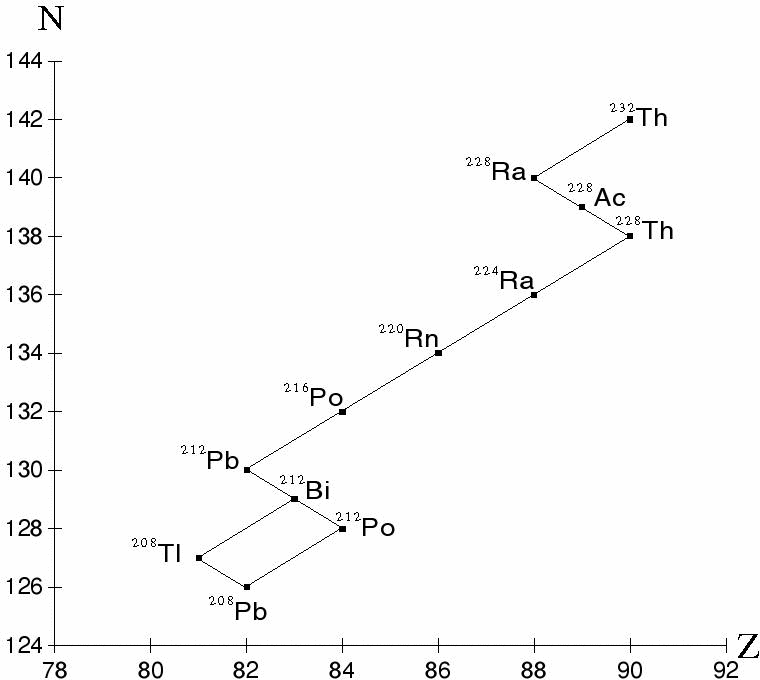 N
144
232Th
142
228Ra
140
228Ac
228Th
138
224Ra
136
220Rn
134
216Po
132
212Pb
130
212Bi
212Po
128
208Tl
126
208Pb
124
Z
78 80 82 84 86 88 90 92